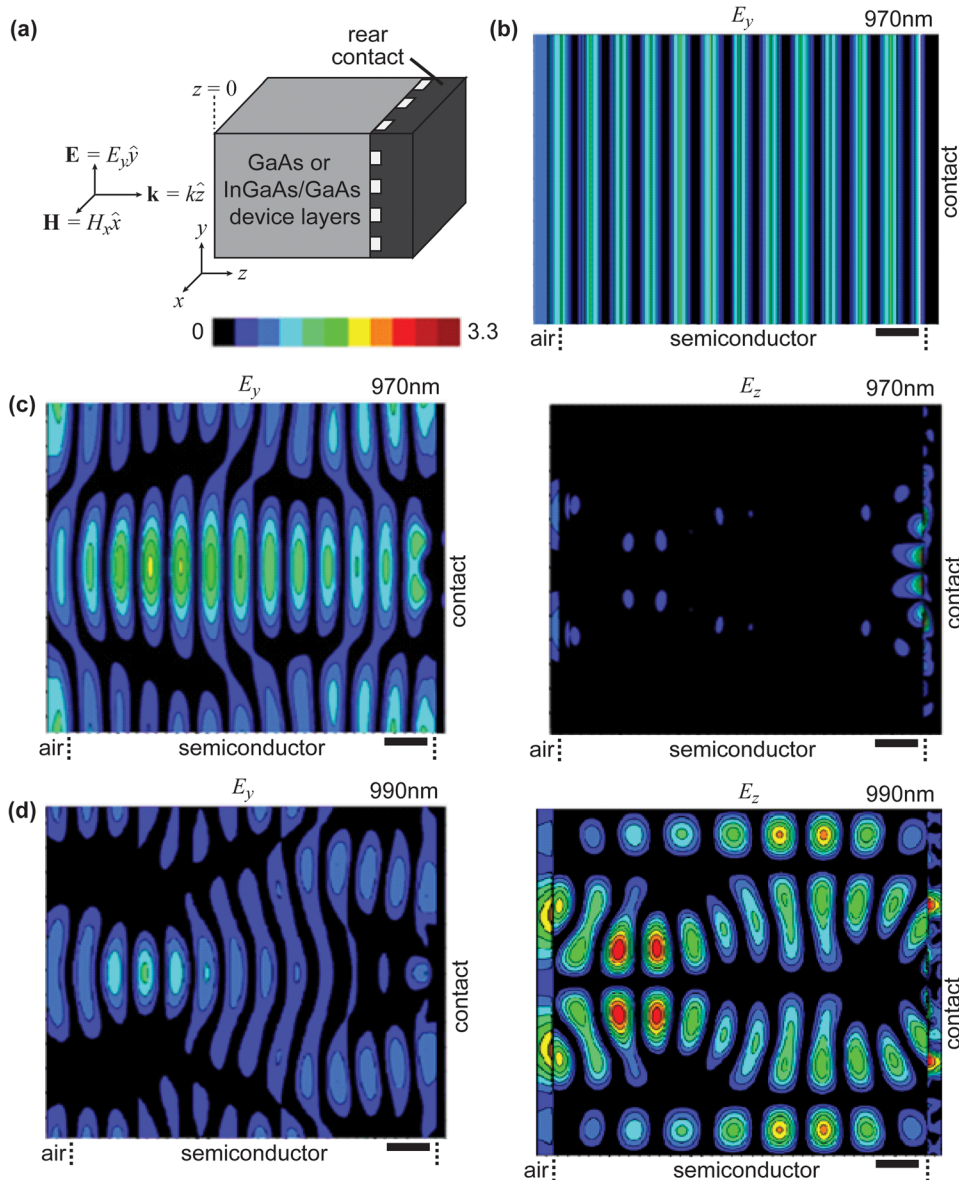 (a)
rear
contact
z = 0
E = E_y ŷ
k = kẑ
H = H_x x̂
GaAs or
InGaAs/GaAs
device layers
y
z
x
0 3.3
(b) E_y 970nm
contact
air semiconductor
(c) E_y 970nm
contact
air semiconductor
E_z 970nm
contact
air semiconductor
(d) E_y 990nm
contact
air semiconductor
E_z 990nm
contact
air semiconductor